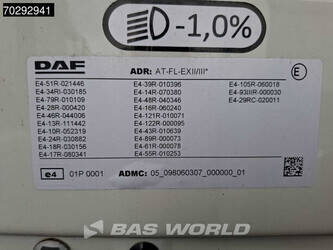 70292941
-1,0%
DAF
ADR: AT-FL-EXII/III*
E
E4-51R-021446
E4-34RI-030185
E4-79R-010109
E4-28R-000420
E4-46R-044006
E4-13R-111442
E4-10R-052319
E4-24R-030882
E4-18R-030156
E4-17R-080341
E4-39R-010396
E4-14R-070380
E4-48R-040346
E4-16R-060240
E4-121R-010071
E4-122R-000095
E4-43R-010639
E4-89R-000073
E4-61R-000078
E4-55R-010253
E4-105R-060018
E4-93IIIR-000030
E4-29RC-020011
e4 01P 0001 ADMC: 05_098060307_000000_01
BAS WORLD